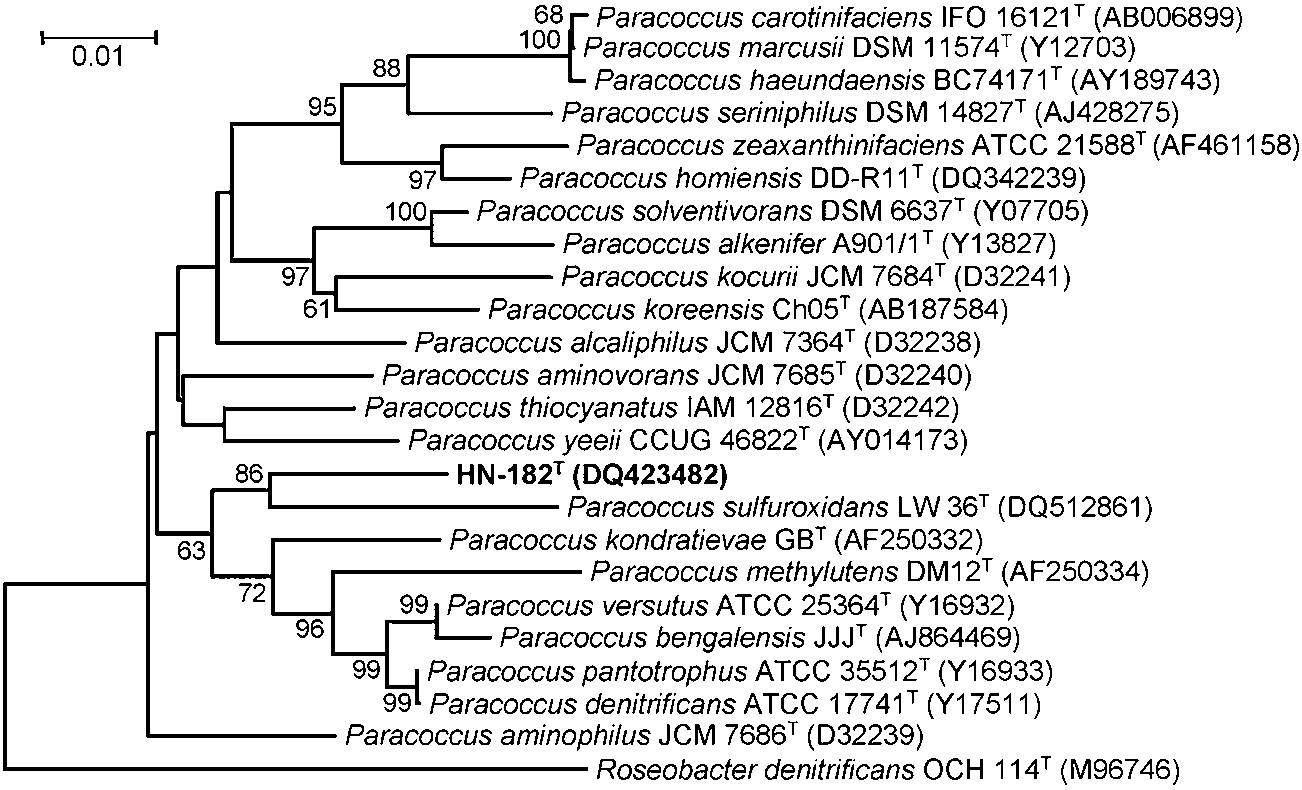 68 Paracoccus carotinifaciens IFO 16121T (AB006899)
0.01
100 Paracoccus marcusii DSM 11574T (Y12703)
88
Paracoccus haeundaensis BC74171T (AY189743)
95
Paracoccus seriniphilus DSM 14827T (AJ428275)
Paracoccus zeaxanthinifaciens ATCC 21588T (AF461158)
97 Paracoccus homiensis DD-R11T (DQ342239)
100 Paracoccus solventivorans DSM 6637T (Y07705)
Paracoccus alkenifer A901/1T (Y13827)
97 Paracoccus kocurii JCM 7684T (D32241)
61 Paracoccus koreensis Ch05T (AB187584)
Paracoccus alcaliphilus JCM 7364T (D32238)
Paracoccus aminovorans JCM 7685T (D32240)
Paracoccus thiocyanatus IAM 12816T (D32242)
Paracoccus yeeii CCUG 46822T (AY014173)
86 HN-182T (DQ423482)
Paracoccus sulfuroxidans LW 36T (DQ512861)
63 Paracoccus kondratievae GBT (AF250332)
72 Paracoccus methylutens DM12T (AF250334)
99 Paracoccus versutus ATCC 25364T (Y16932)
96 Paracoccus bengalensis JJJT (AJ864469)
99 Paracoccus pantotrophus ATCC 35512T (Y16933)
99 Paracoccus denitrificans ATCC 17741T (Y17511)
Paracoccus aminophilus JCM 7686T (D32239)
Roseobacter denitrificans OCH 114T (M96746)